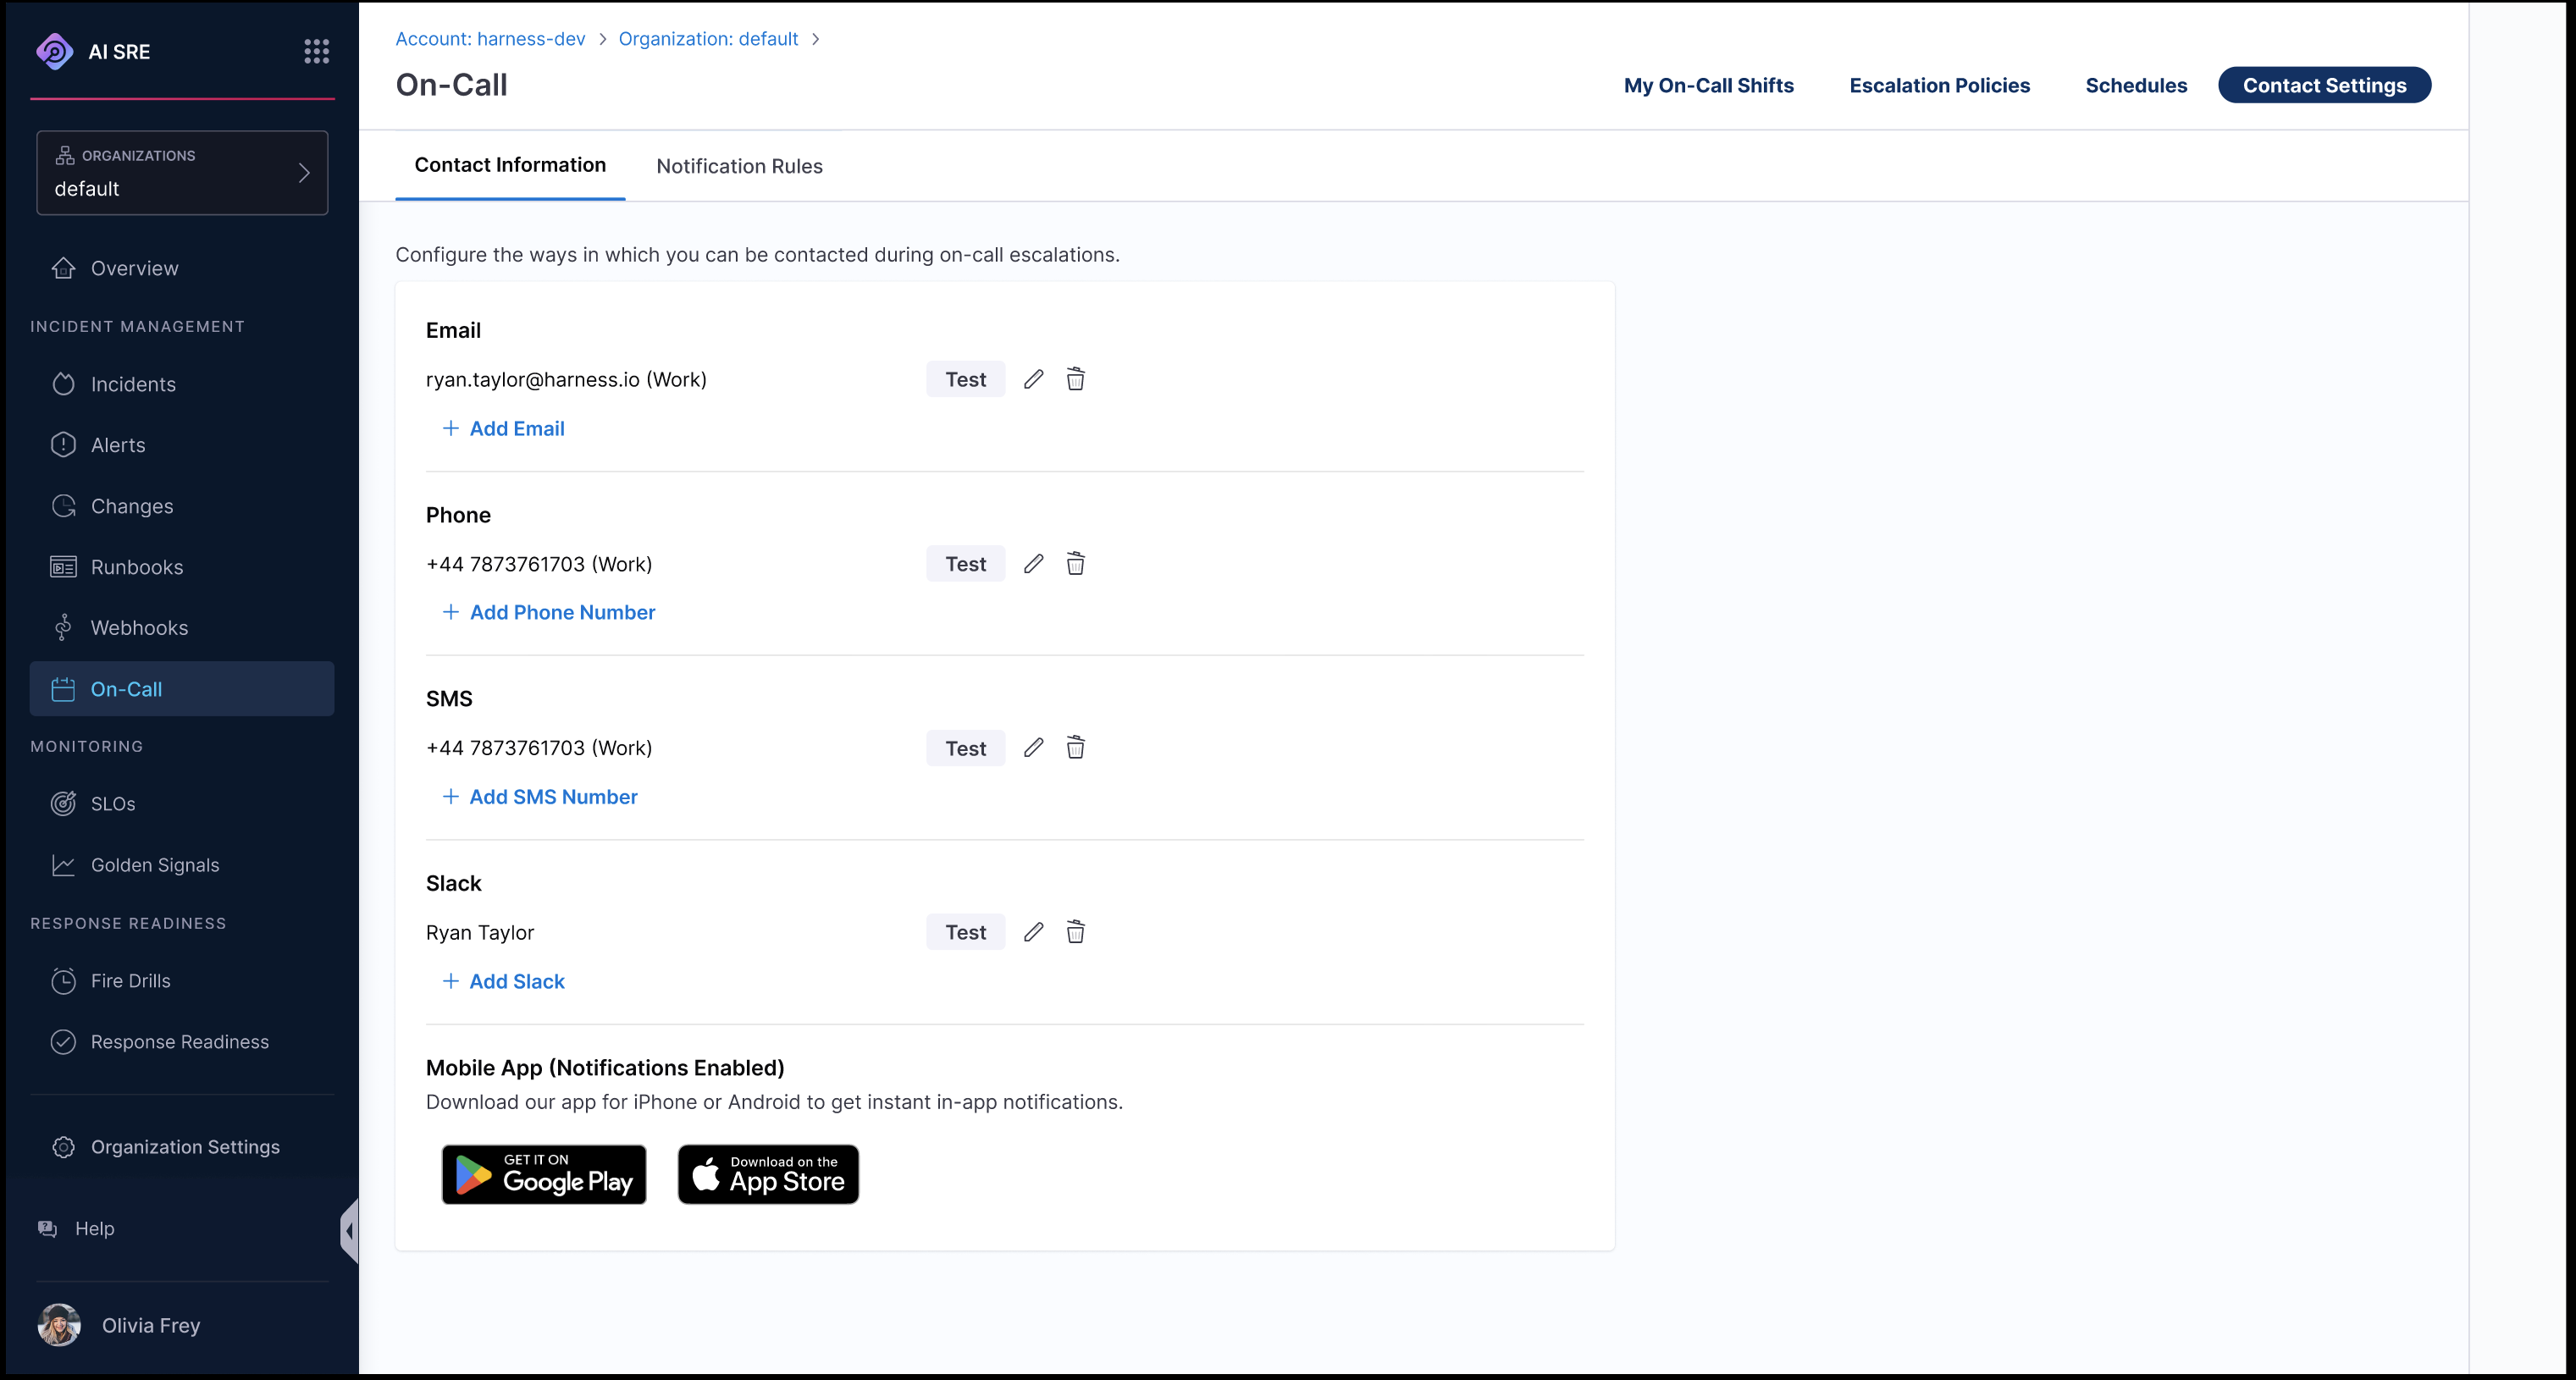 AI SRE
ORGANIZATIONS
default
Overview
INCIDENT MANAGEMENT
Incidents
Alerts
Changes
Runbooks
Webhooks
On-Call
MONITORING
SLOs
Golden Signals
RESPONSE READINESS
Fire Drills
Response Readiness
Organization Settings
Help
Olivia Frey
Account: harness-dev > Organization: default >
On-Call
My On-Call Shifts
Escalation Policies
Schedules
Contact Settings
Contact Information
Notification Rules
Configure the ways in which you can be contacted during on-call escalations.
Email
ryan.taylor@harness.io (Work)
Test
+ Add Email
Phone
+44 7873761703 (Work)
Test
+ Add Phone Number
SMS
+44 7873761703 (Work)
Test
+ Add SMS Number
Slack
Ryan Taylor
Test
+ Add Slack
Mobile App (Notifications Enabled)
Download our app for iPhone or Android to get instant in-app notifications.
GET IT ON
Google Play
Download on the
App Store